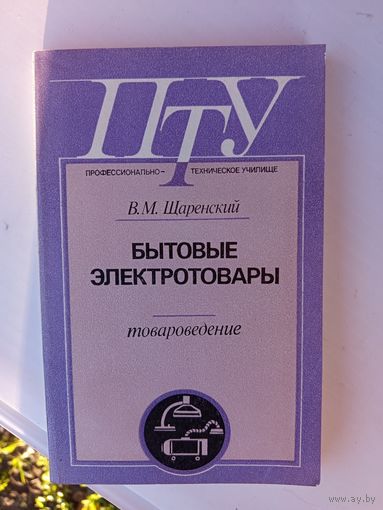 ПТУ
ПРОФЕССИОНАЛЬНО- ТЕХНИЧЕСКОЕ УЧИЛИЩЕ
В.М. Щаренский
БЫТОВЫЕ
ЭЛЕКТРОТОВАРЫ
товароведение
www.ay.by